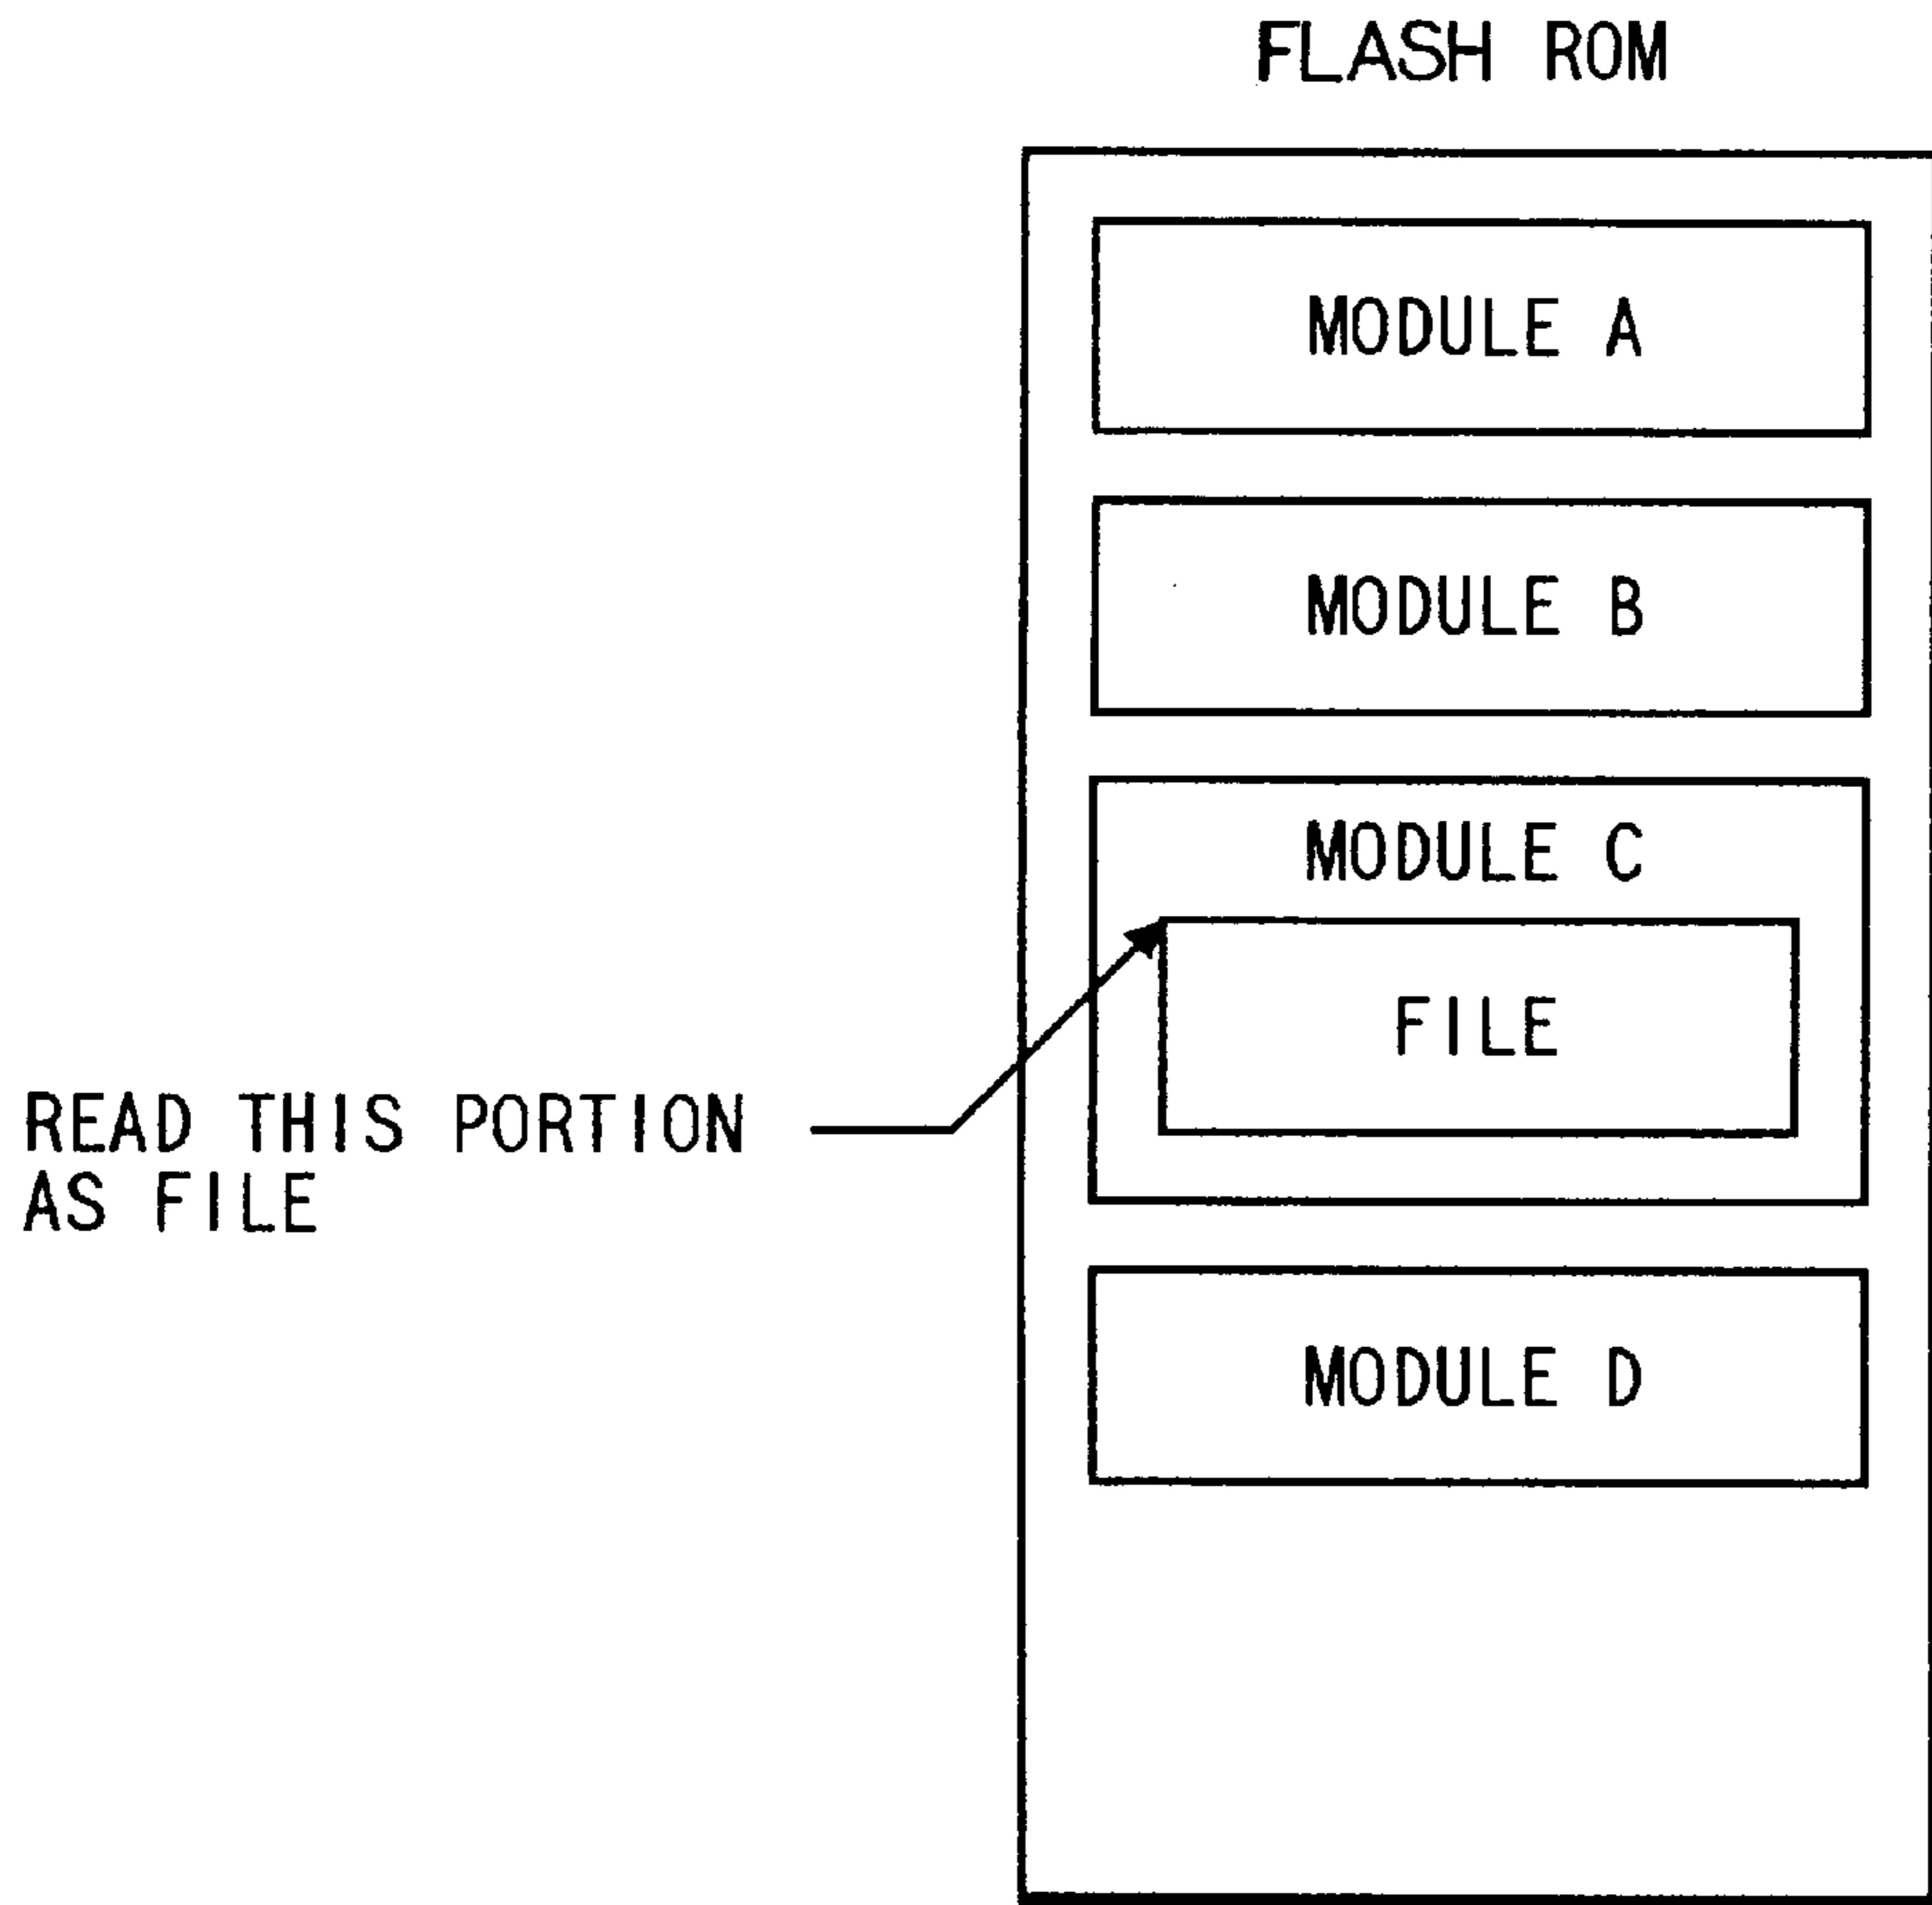 FLASH ROM
MODULE A
MODULE B
MODULE C
FILE
READ THIS PORTION
AS FILE
MODULE D